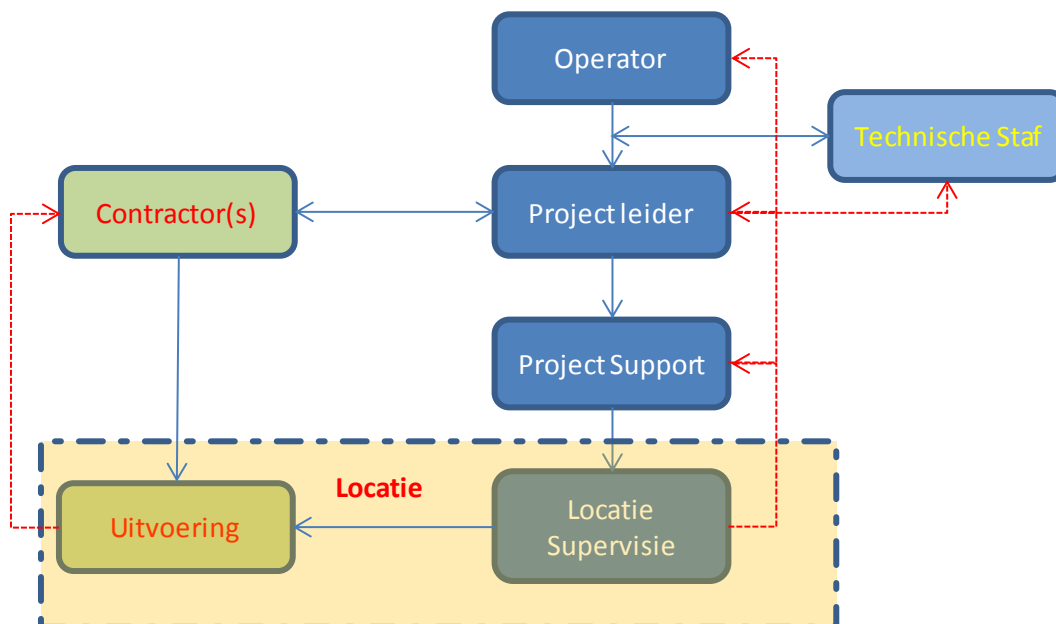 Operator
Technische Staf
Contractor(s)
Project leider
Project Support
Locatie
Uitvoering
Locatie
Supervisie